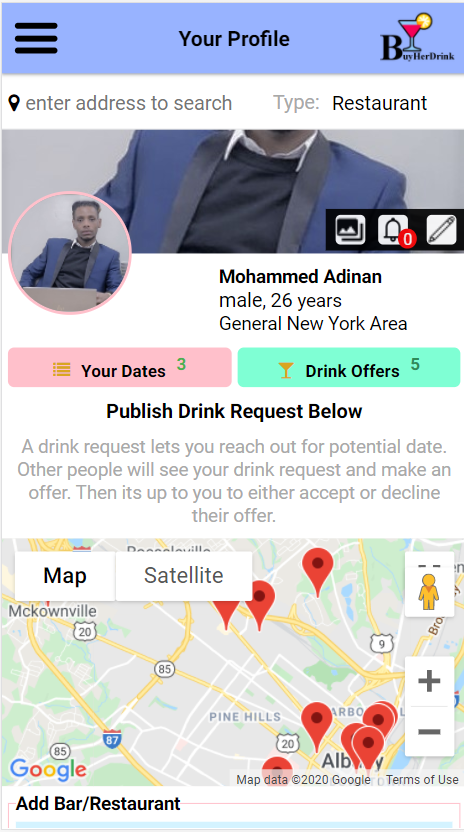 Your Profile
BuyHerDrink
enter address to search
Type: Restaurant
0
Mohammed Adinan
male, 26 years
General New York Area
Your Dates 3
Drink Offers 5
Publish Drink Request Below
A drink request lets you reach out for potential date.
Other people will see your drink request and make an
offer. Then its up to you to either accept or decline
their offer.
Map
Satellite
Mckownville
20
9
85
PINE HILLS
20
85
87
Google
Map data ©2020 Google
Terms of Use
Add Bar/Restaurant